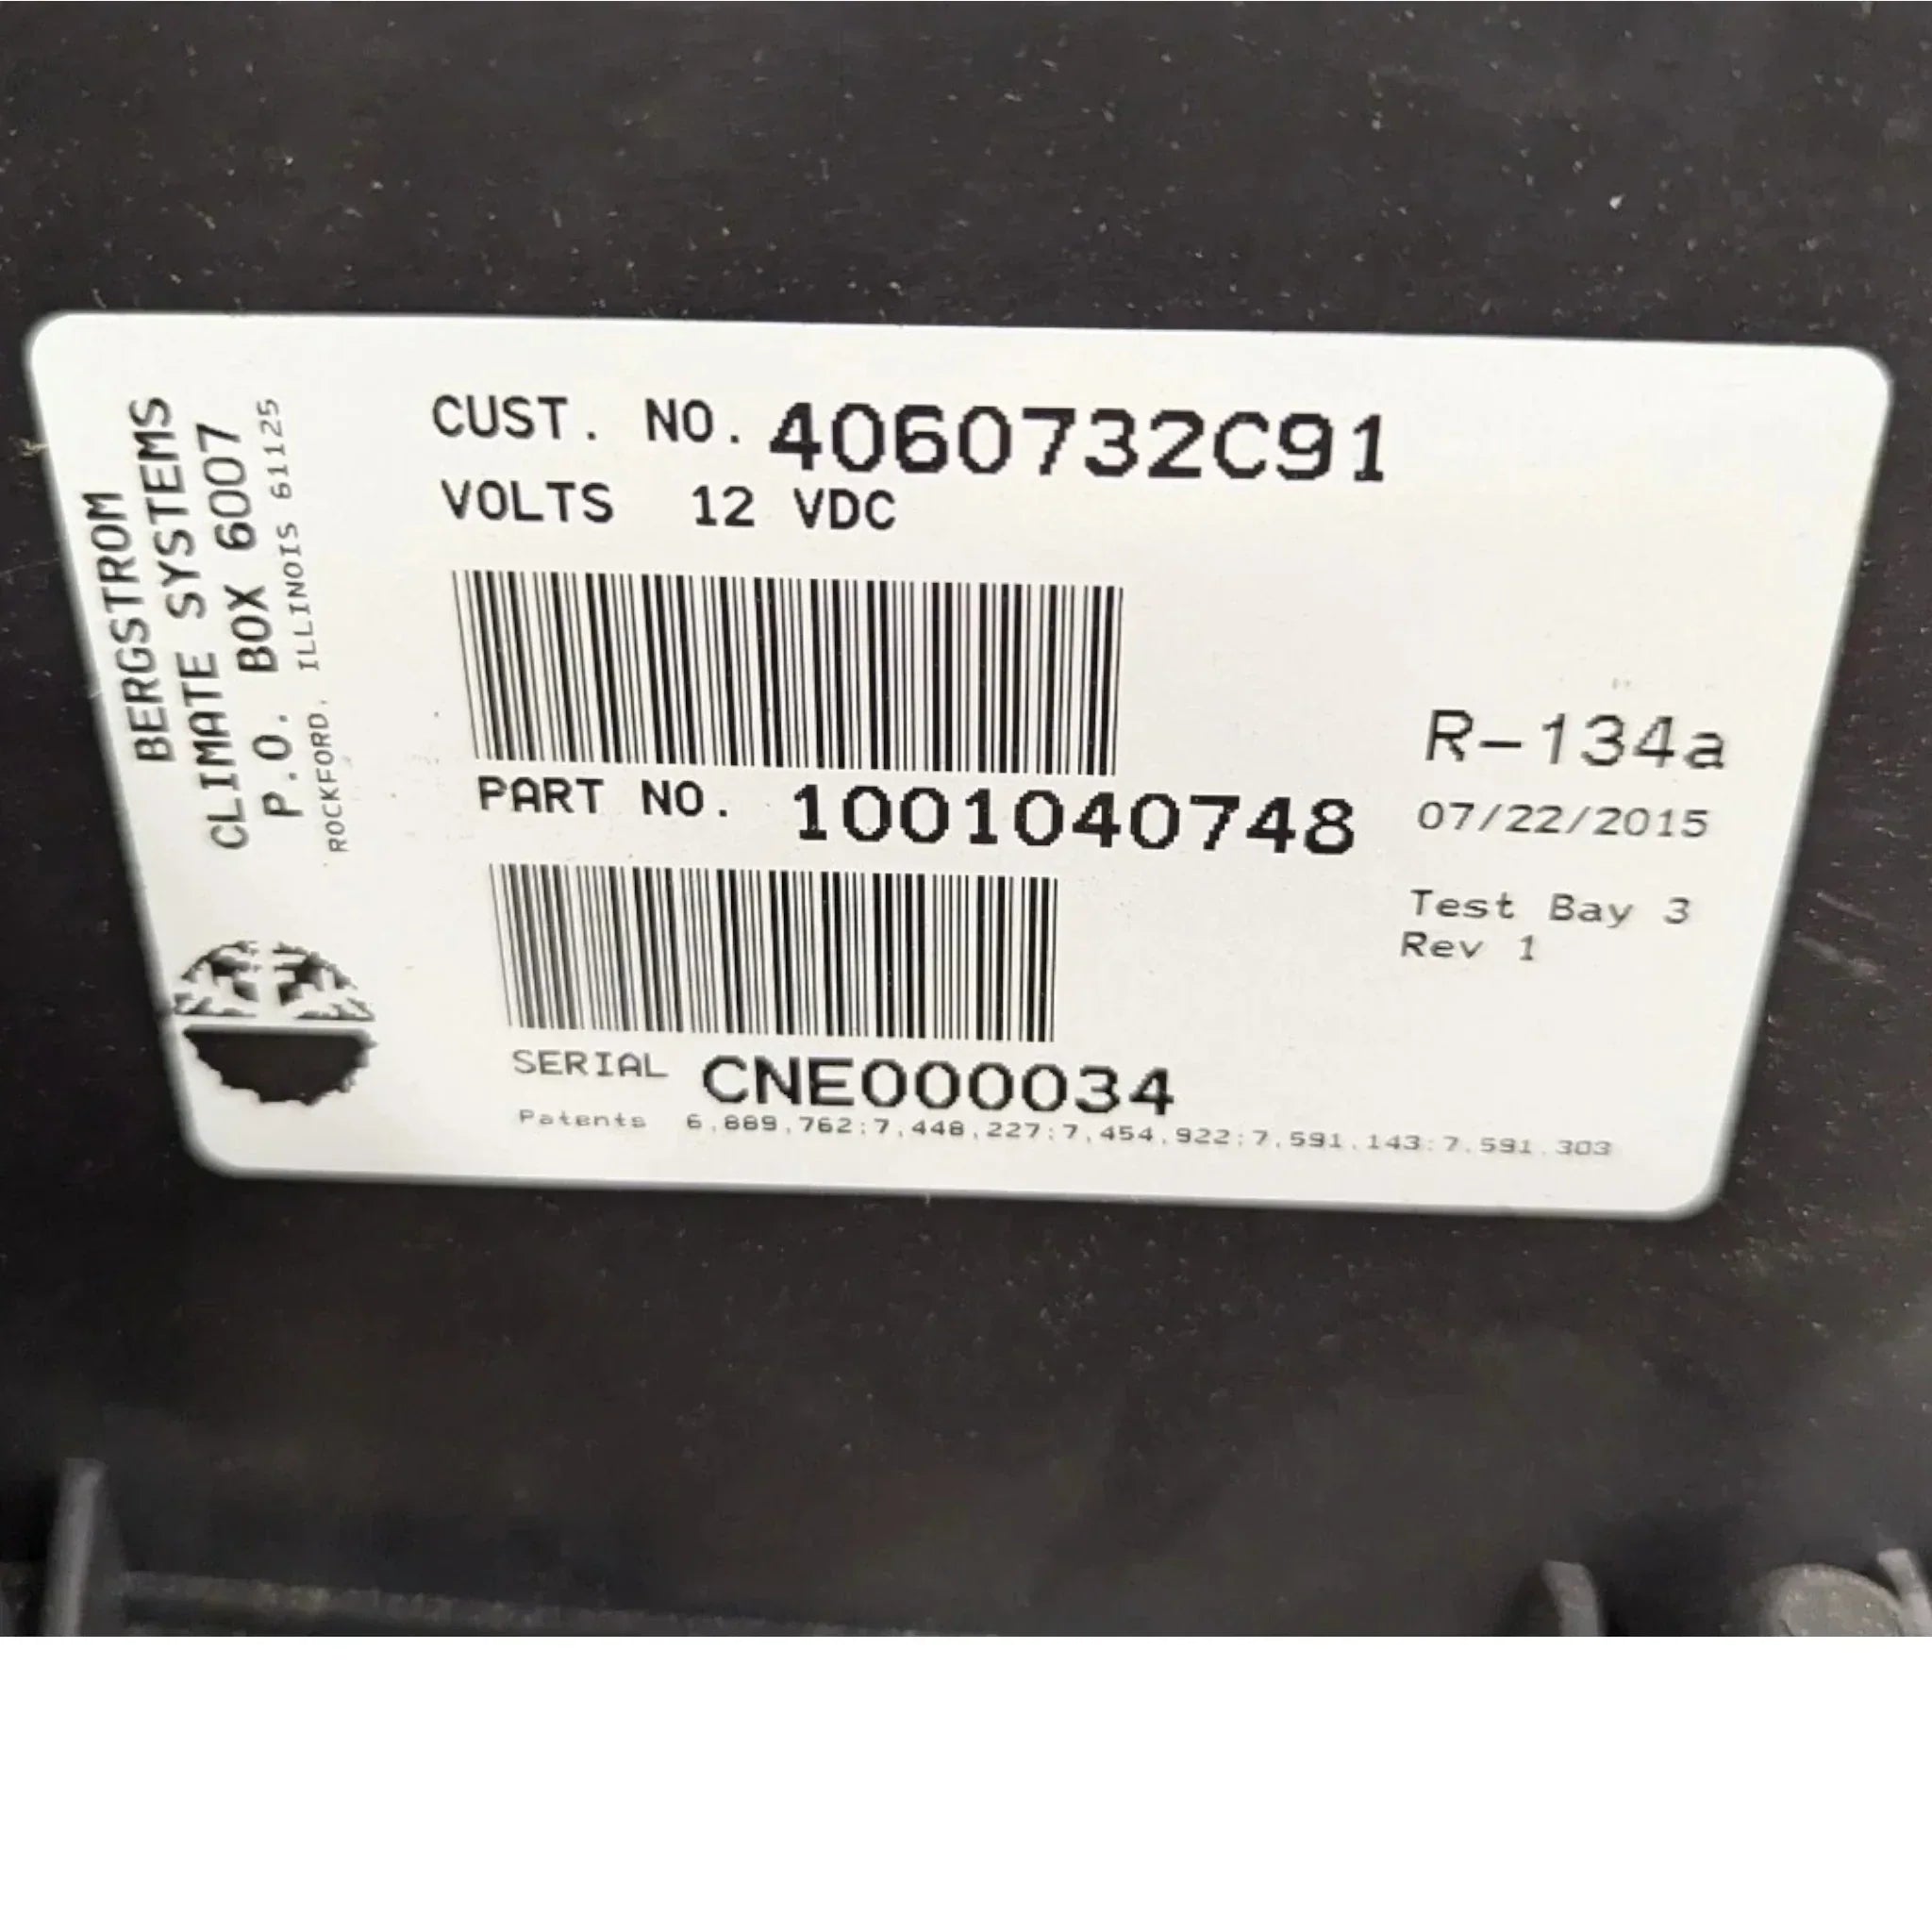 BERGSTROM
CLIMATE SYSTEMS
P.O. BOX 6007
ROCKFORD, ILLINOIS 61125
CUST. NO. 4060732C91
VOLTS 12 VDC
R-134a
PART NO. 1001040748
07/22/2015
Test Bay 3
Rev 1
SERIAL CNE000034
Patents 6,889,762;7,448,227;7,454,922;7,591,143;7,591,303